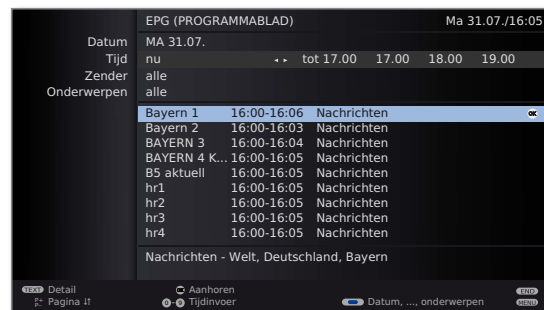 EPG (PROGRAMMABLAD) Ma 31.07./16:05
Datum MA 31.07.
Tijd nu tot 17.00 17.00 18.00 19.00
Zender alle
Onderwerpen alle
Bayern 1 16:00-16:06 Nachrichten OK
Bayern 2 16:00-16:03 Nachrichten
BAYERN 3 16:00-16:04 Nachrichten
BAYERN 4 K... 16:00-16:05 Nachrichten
B5 aktuell 16:00-16:05 Nachrichten
hr1 16:00-16:05 Nachrichten
hr2 16:00-16:05 Nachrichten
hr3 16:00-16:05 Nachrichten
hr4 16:00-16:05 Nachrichten
Nachrichten - Welt, Deutschland, Bayern
TEXT Detail OK Aanhoren END
P+ Pagina 0-9 Tijdinvoer Datum, ..., onderwerpen MENU